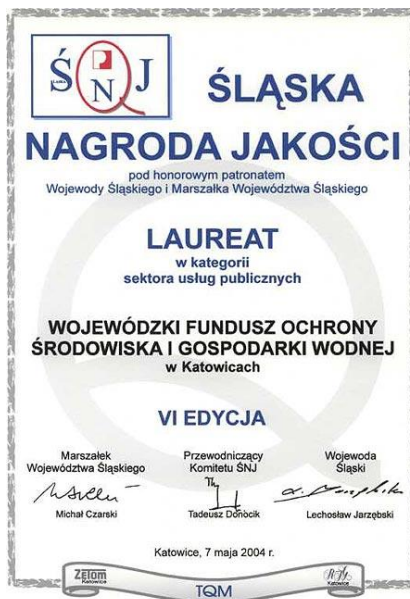 ŚNJ
ŚLĄSKA
NAGRODA JAKOŚCI
pod honorowym patronatem
Wojewody Śląskiego i Marszałka Województwa Śląskiego
LAUREAT
w kategorii
sektora usług publicznych
WOJEWÓDZKI FUNDUSZ OCHRONY
ŚRODOWISKA I GOSPODARKI WODNEJ
w Katowicach
VI EDYCJA
Marszałek
Województwa Śląskiego
Michał Czarski
Przewodniczący
Komitetu ŚNJ
Tadeusz Donocik
Wojewoda
Śląski
Lechosław Jarzębski
Katowice, 7 maja 2004 r.
Zetom
Katowice
TQM
Katowice